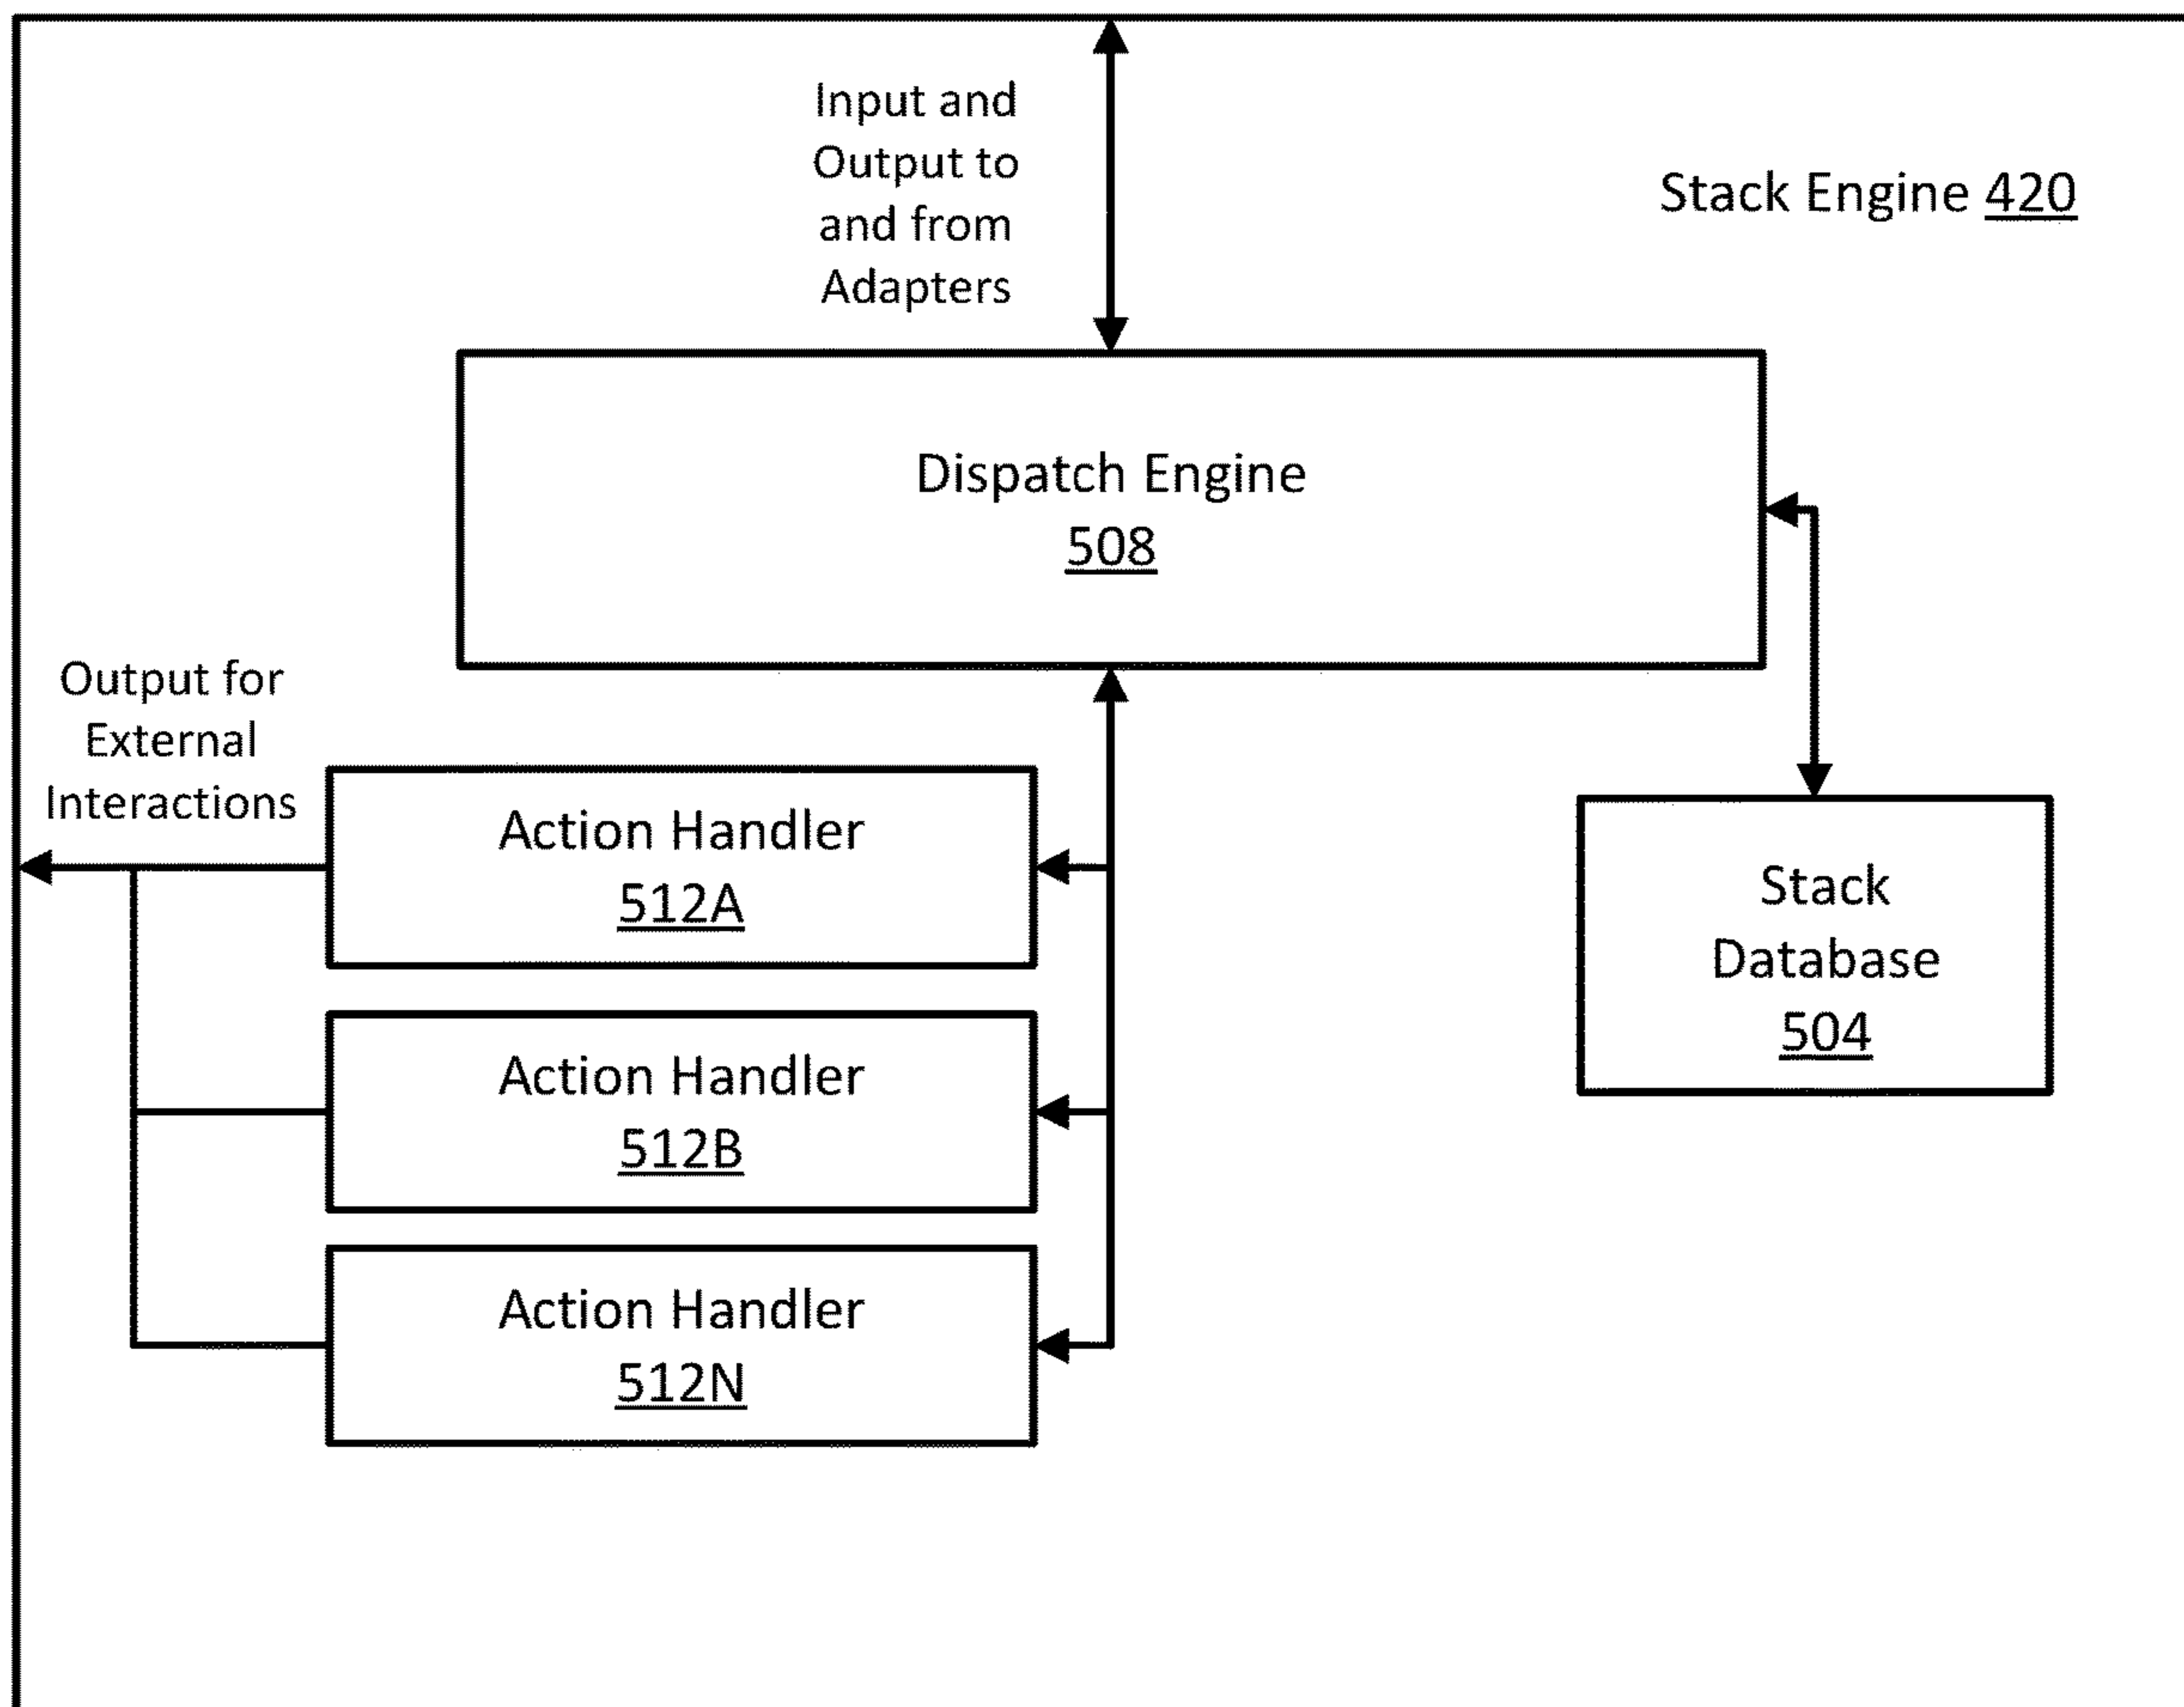 Input and
Output to
and from
Adapters
Stack Engine 420
Dispatch Engine
508
Output for
External
Interactions
Action Handler
512A
Stack
Database
504
Action Handler
512B
Action Handler
512N